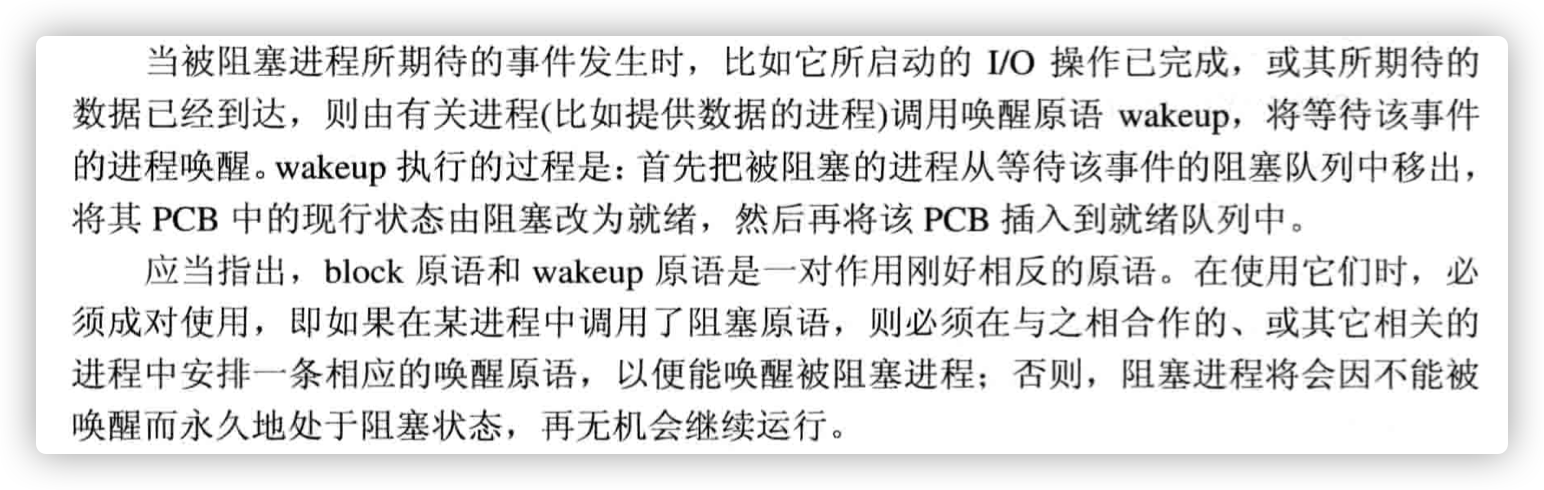 当被阻塞进程所期待的事件发生时，比如它所启动的 I/O 操作已完成，或其所期待的
数据已经到达，则由有关进程(比如提供数据的进程)调用唤醒原语 wakeup，将等待该事件
的进程唤醒。wakeup 执行的过程是：首先把被阻塞的进程从等待该事件的阻塞队列中移出，
将其 PCB 中的现行状态由阻塞改为就绪，然后再将该 PCB 插入到就绪队列中。
应当指出，block 原语和 wakeup 原语是一对作用刚好相反的原语。在使用它们时，必
须成对使用，即如果在某进程中调用了阻塞原语，则必须在与之相合作的、或其它相关的
进程中安排一条相应的唤醒原语，以便能唤醒被阻塞进程；否则，阻塞进程将会因不能被
唤醒而永久地处于阻塞状态，再无机会继续运行。